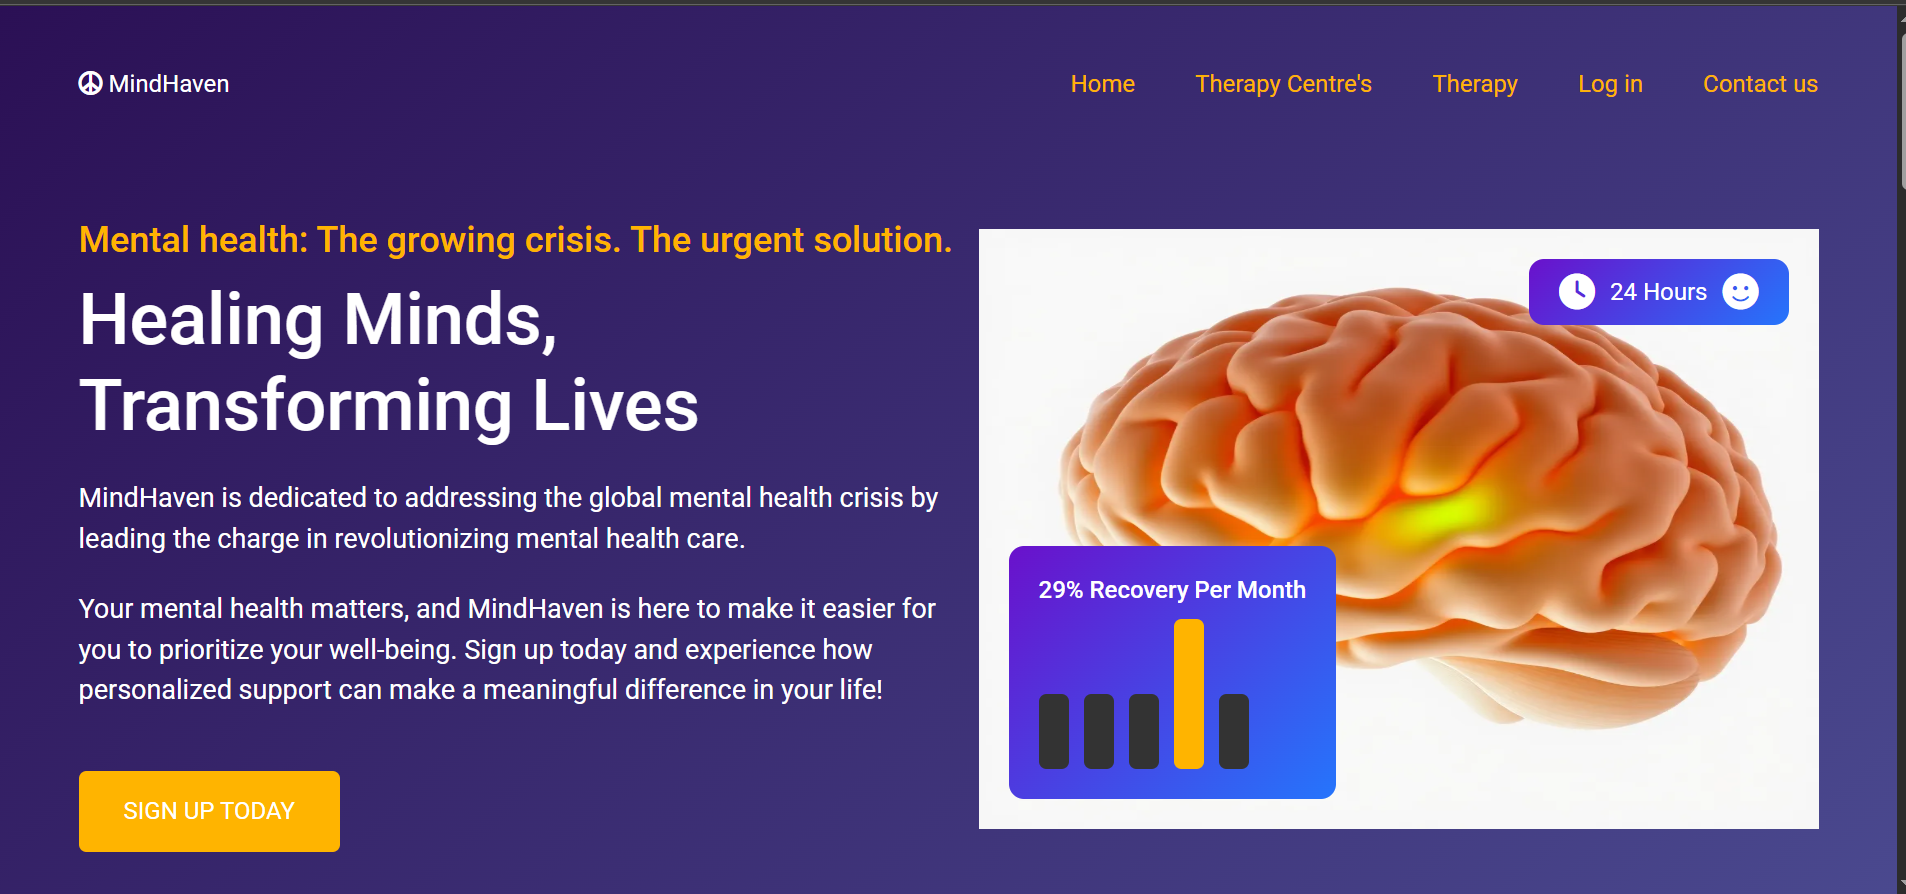 MindHaven
Home
Therapy Centre's
Therapy
Log in
Contact us
Mental health: The growing crisis. The urgent solution.
Healing Minds,
Transforming Lives
MindHaven is dedicated to addressing the global mental health crisis by
leading the charge in revolutionizing mental health care.
Your mental health matters, and MindHaven is here to make it easier for
you to prioritize your well-being. Sign up today and experience how
personalized support can make a meaningful difference in your life!
SIGN UP TODAY
24 Hours
29% Recovery Per Month